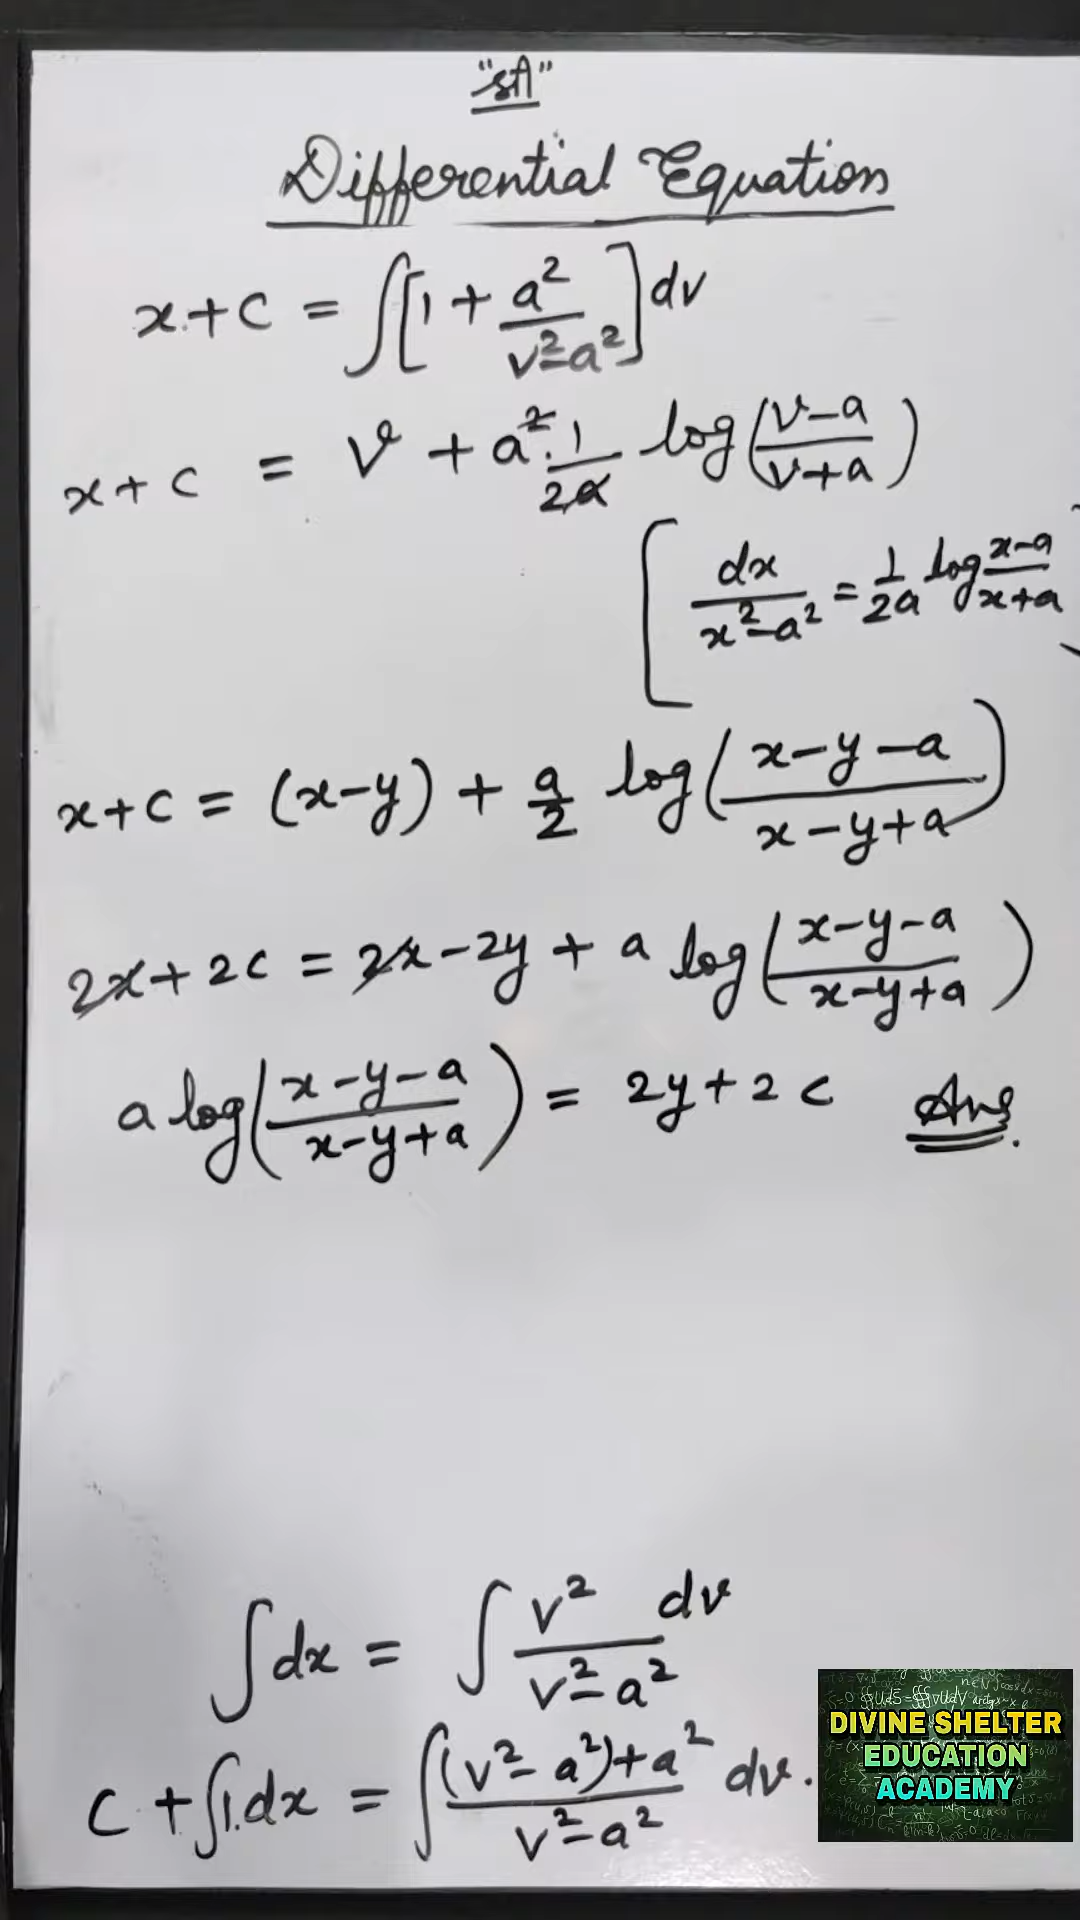 "SA"
Differential Equation
x+c = ∫[1 + a²/(v²-a²)] dv
x+c = v + a².1/2a log((v-a)/(v+a))
[dx/(x²-a²) = 1/2a log (x-a)/(x+a)
x+c = (x-y) + a/2 log((x-y-a)/(x-y+a))
2x+2c = 2x-2y + a log((x-y-a)/(x-y+a))
a log((x-y-a)/(x-y+a)) = 2y+2c Ans.
∫dx = ∫ v²/(v²-a²) dv
c + ∫1.dx = ∫((v²-a²)+a²)/(v²-a²) dv.
DIVINE SHELTER
EDUCATION
ACADEMY